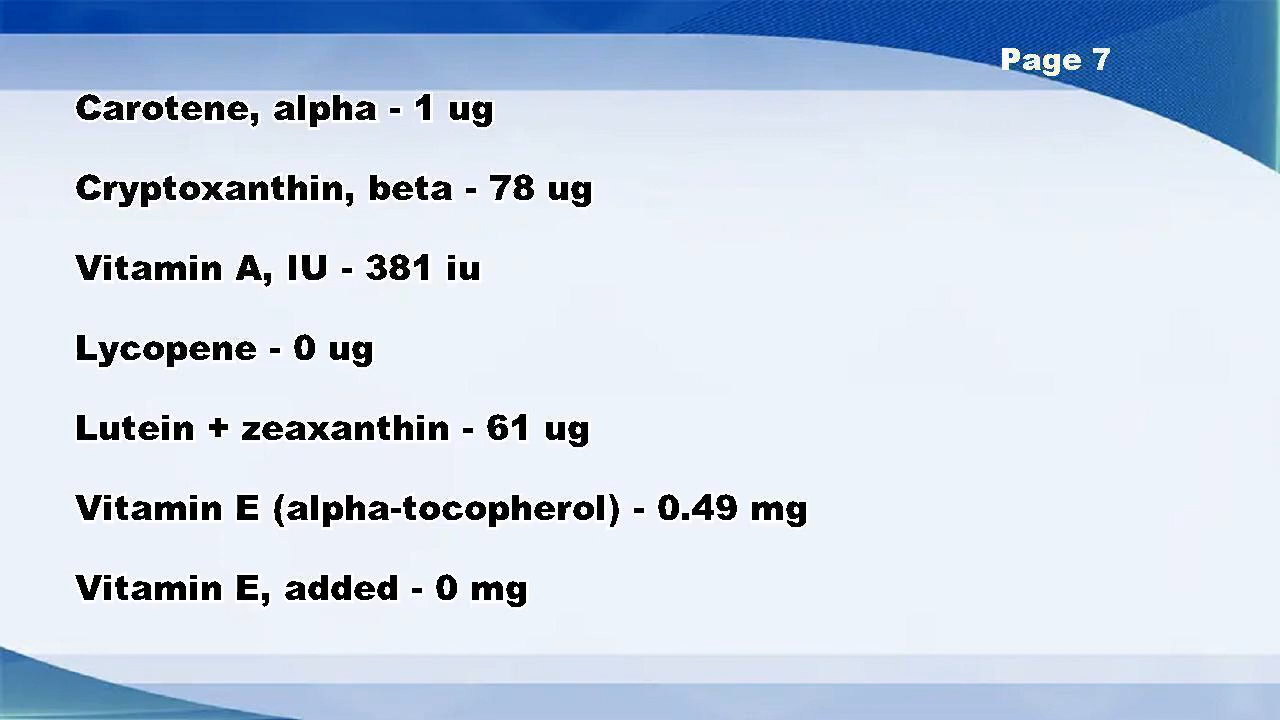 Page 7
Carotene, alpha - 1 ug
Cryptoxanthin, beta - 78 ug
Vitamin A, IU - 381 iu
Lycopene - 0 ug
Lutein + zeaxanthin - 61 ug
Vitamin E (alpha-tocopherol) - 0.49 mg
Vitamin E, added - 0 mg